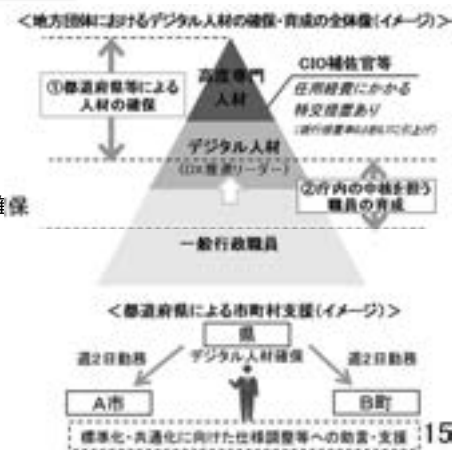 ＜地方団体におけるデジタル人材の確保・育成の全体像(イメージ)＞
高度専門
人材
CIO補佐官等
①都道府県等による
人材の確保
任用経費にかかる
特交措置あり
デジタル人材
(DX推進リーダー)
②庁内の中核を担う
職員の育成
確保
一般行政職員
＜都道府県による市町村支援(イメージ)＞
県
週2日勤務
デジタル人材確保
週2日勤務
A市
B町
標準化・共通化に向けた仕様調整等への助言・支援
15